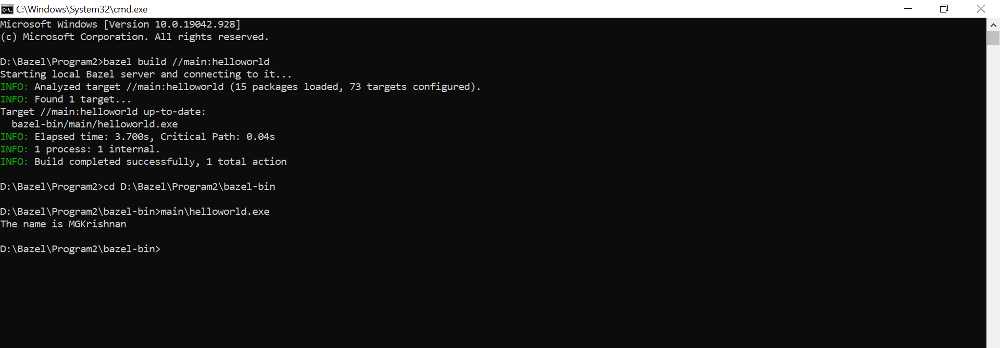 C:\Windows\System32\cmd.exe
Microsoft Windows [Version 10.0.19042.928]
(c) Microsoft Corporation. All rights reserved.
D:\Bazel\Program2>bazel build //main:helloworld
Starting local Bazel server and connecting to it...
INFO: Analyzed target //main:helloworld (15 packages loaded, 73 targets configured).
INFO: Found 1 target...
Target //main:helloworld up-to-date:
  bazel-bin/main/helloworld.exe
INFO: Elapsed time: 3.700s, Critical Path: 0.04s
INFO: 1 process: 1 internal.
INFO: Build completed successfully, 1 total action
D:\Bazel\Program2>cd D:\Bazel\Program2\bazel-bin
D:\Bazel\Program2\bazel-bin>main\helloworld.exe
The name is MGKrishnan
D:\Bazel\Program2\bazel-bin>